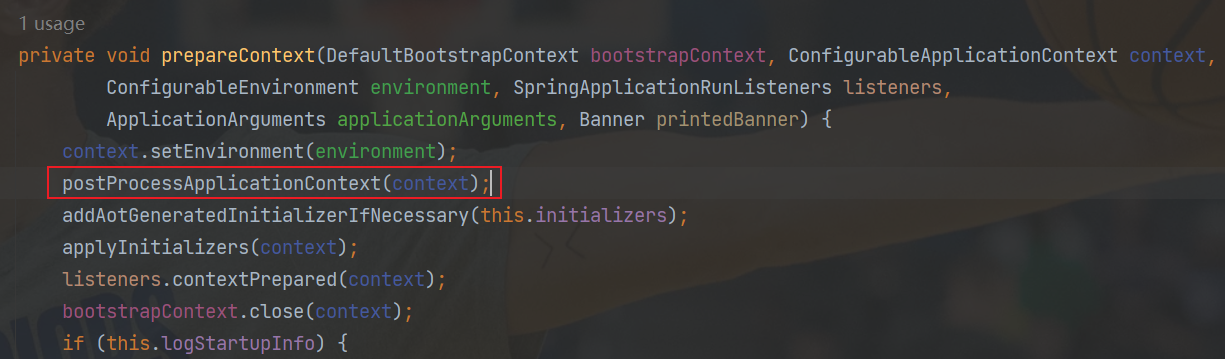 1 usage
private void prepareContext(DefaultBootstrapContext bootstrapContext, ConfigurableApplicationContext context,
ConfigurableEnvironment environment, SpringApplicationRunListeners listeners,
ApplicationArguments applicationArguments, Banner printedBanner) {
context.setEnvironment(environment);
postProcessApplicationContext(context);
addAotGeneratedInitializerIfNecessary(this.initializers);
applyInitializers(context);
listeners.contextPrepared(context);
bootstrapContext.close(context);
if (this.logStartupInfo) {